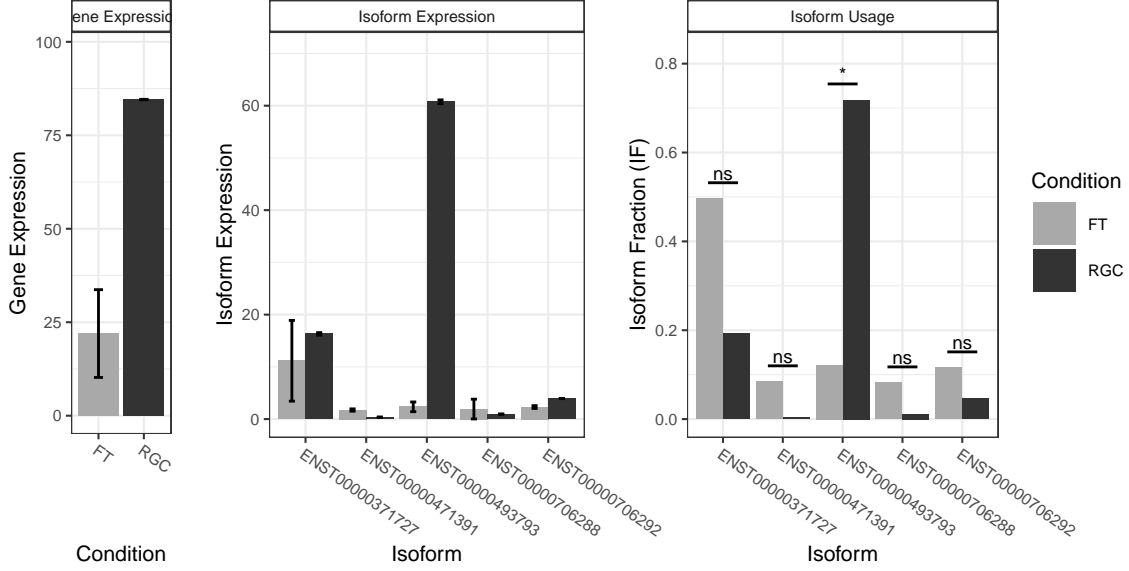 ene Expressio
Isoform Expression
Isoform Usage
100
75
50
25
0
Gene Expression
FT
RGC
Condition
60
40
20
0
Isoform Expression
ENST00000371727
ENST00000471391
ENST00000493793
ENST00000706288
ENST00000706292
Isoform
0.8
0.6
0.4
0.2
0.0
Isoform Fraction (IF)
ns
ns
*
ns
ns
ENST00000371727
ENST00000471391
ENST00000493793
ENST00000706288
ENST00000706292
Isoform
Condition
FT
RGC